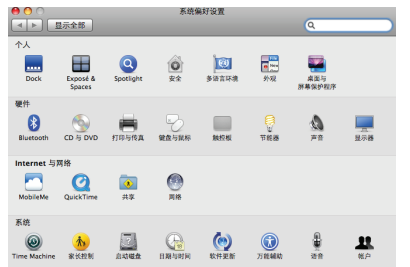 系统偏好设置
显示全部
个人
Dock
Exposé &
Spaces
Spotlight
安全
多语言环境
外观
桌面与
屏幕保护程序
硬件
Bluetooth
CD 与 DVD
打印与传真
键盘与鼠标
触控板
节能器
声音
显示器
Internet 与网络
MobileMe
QuickTime
共享
网络
系统
Time Machine
家长控制
启动磁盘
日期与时间
软件更新
万能辅助
语音
帐户